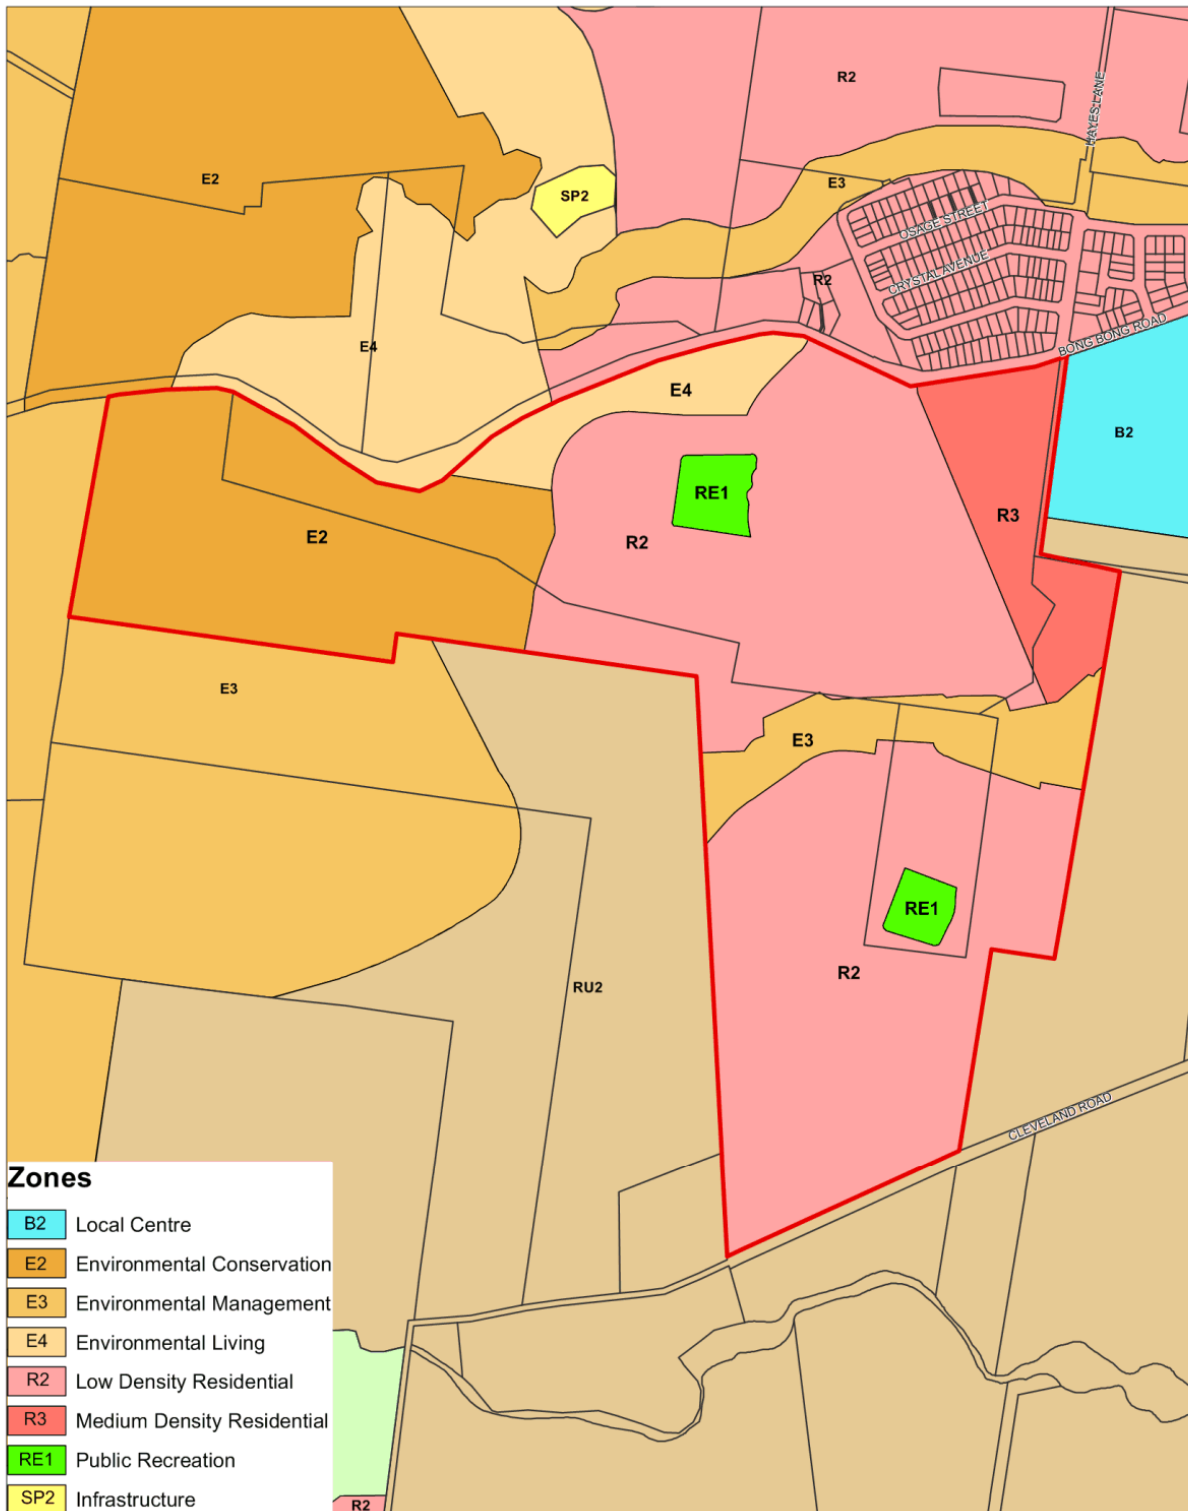 R2
HAYES LANE
E2
SP2
E3
OSAGE STREET
CRYSTAL AVENUE
R2
BONG BONG ROAD
E4
E4
B2
RE1
R3
E2
R2
E3
E3
RE1
R2
RU2
CLEVELAND ROAD
Zones
B2 Local Centre
E2 Environmental Conservation
E3 Environmental Management
E4 Environmental Living
R2 Low Density Residential
R3 Medium Density Residential
RE1 Public Recreation
SP2 Infrastructure
R2